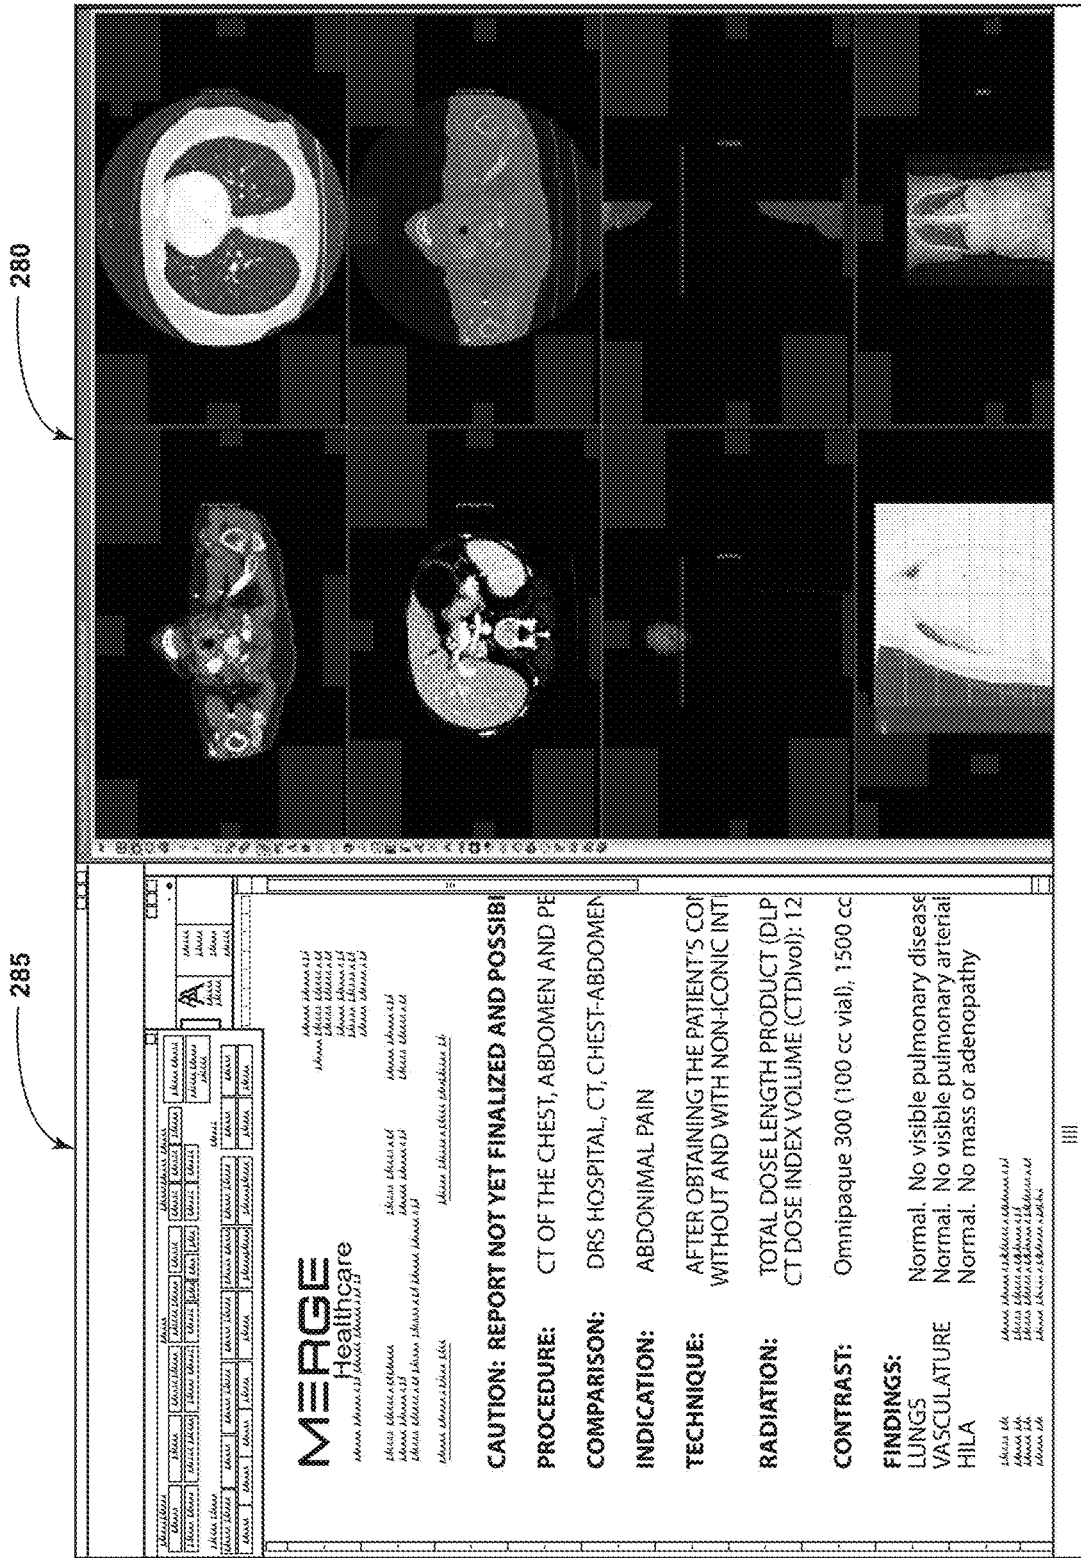 285
280
MERGE
Healthcare
CAUTION: REPORT NOT YET FINALIZED AND POSSIBI
PROCEDURE: CT OF THE CHEST, ABDOMEN AND PE
COMPARISON: DRS HOSPITAL, CT, CHEST-ABDOMEN
INDICATION: ABDONIMAL PAIN
TECHNIQUE: AFTER OBTAINING THE PATIENT'S CO
WITHOUT AND WITH NON-ICONIC INT
RADIATION: TOTAL DOSE LENGTH PRODUCT (DLP
CT DOSE INDEX VOLUME (CTDIvol): 12
CONTRAST: Omnipaque 300 (100 cc vial), 1500 cc
FINDINGS:
LUNGS Normal. No visible pulmonary disease
VASCULATURE Normal. No visible pulmonary arterial
HILA Normal. No mass or adenopathy